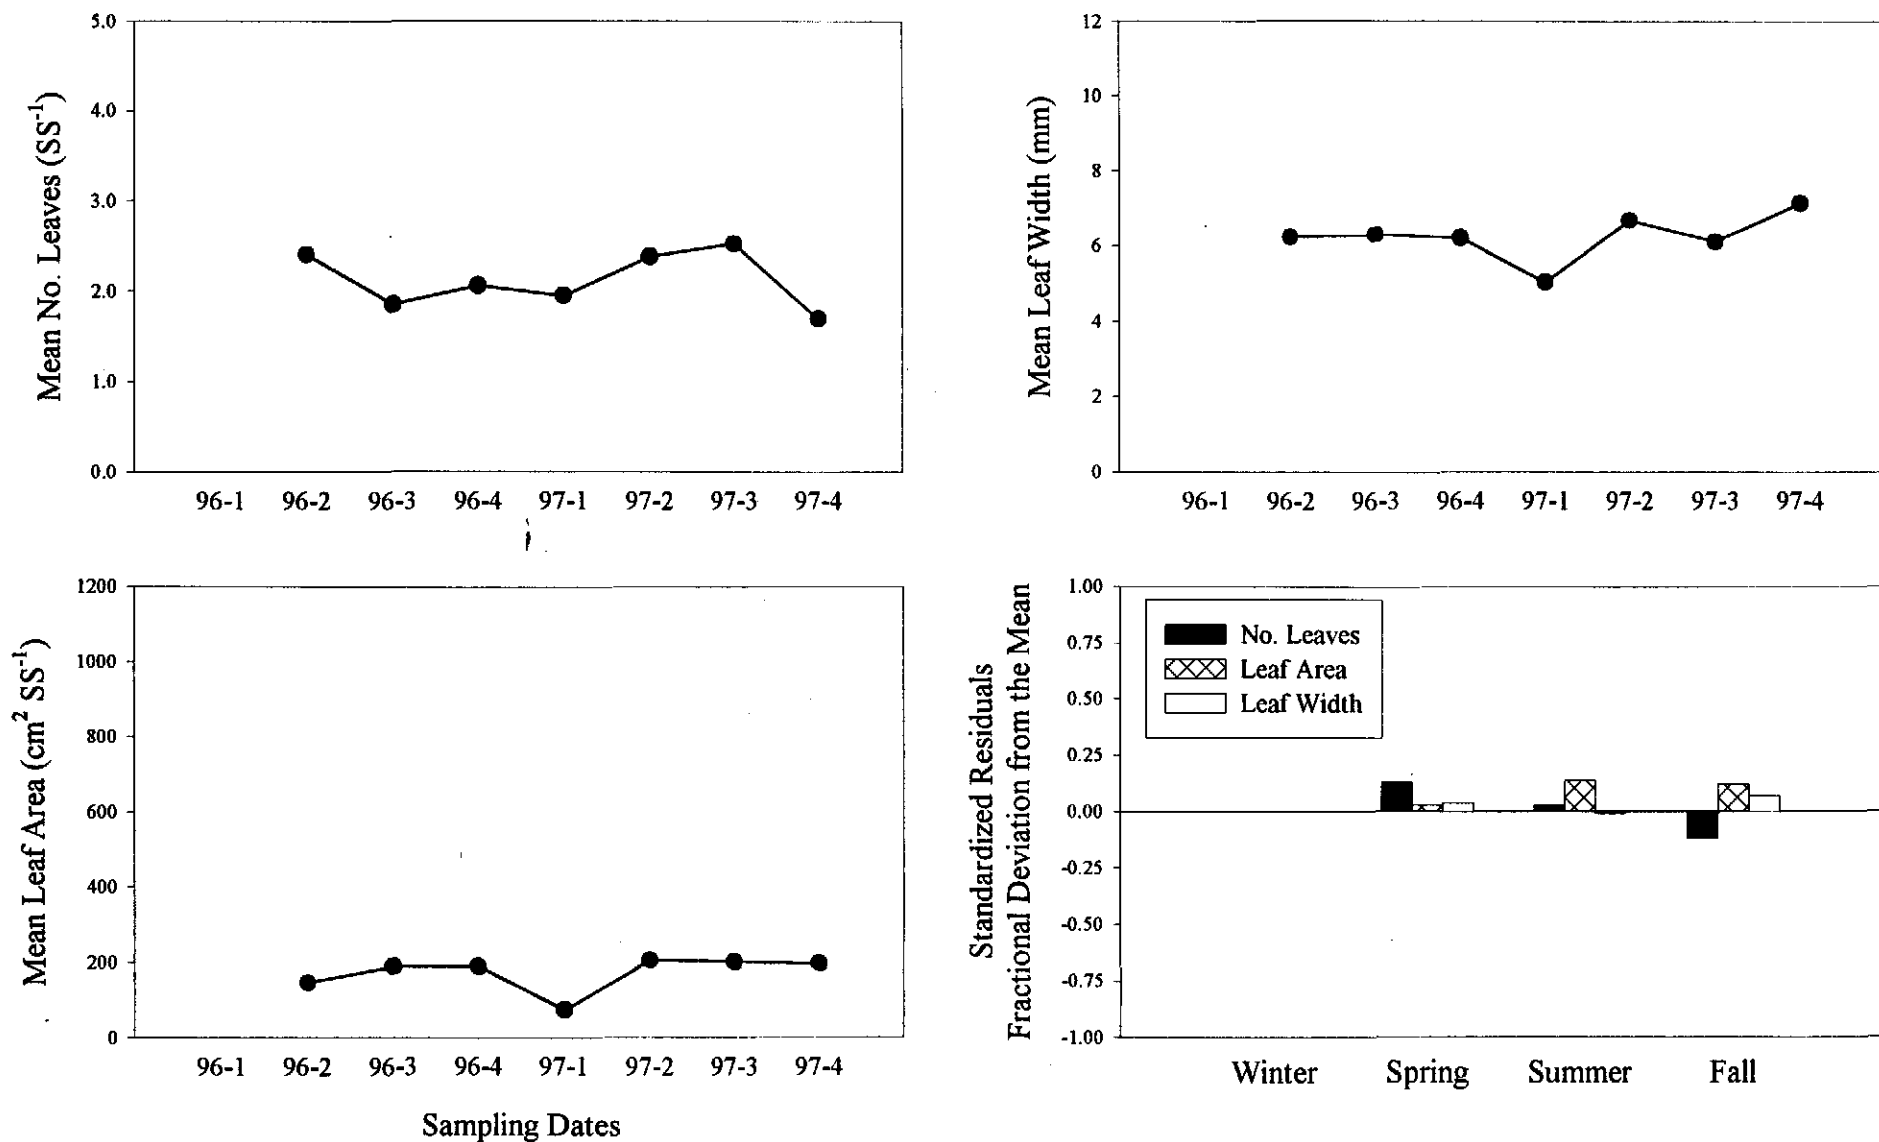 Mean No. Leaves (SS⁻¹)
5.0
4.0
3.0
2.0
1.0
0.0
96-1 96-2 96-3 96-4 97-1 97-2 97-3 97-4
Mean Leaf Width (mm)
12
10
8
6
4
2
0
96-1 96-2 96-3 96-4 97-1 97-2 97-3 97-4
Mean Leaf Area (cm² SS⁻¹)
1200
1000
800
600
400
200
0
96-1 96-2 96-3 96-4 97-1 97-2 97-3 97-4
Sampling Dates
Standardized Residuals
Fractional Deviation from the Mean
1.00
0.75
0.50
0.25
0.00
-0.25
-0.50
-0.75
-1.00
No. Leaves
Leaf Area
Leaf Width
Winter Spring Summer Fall